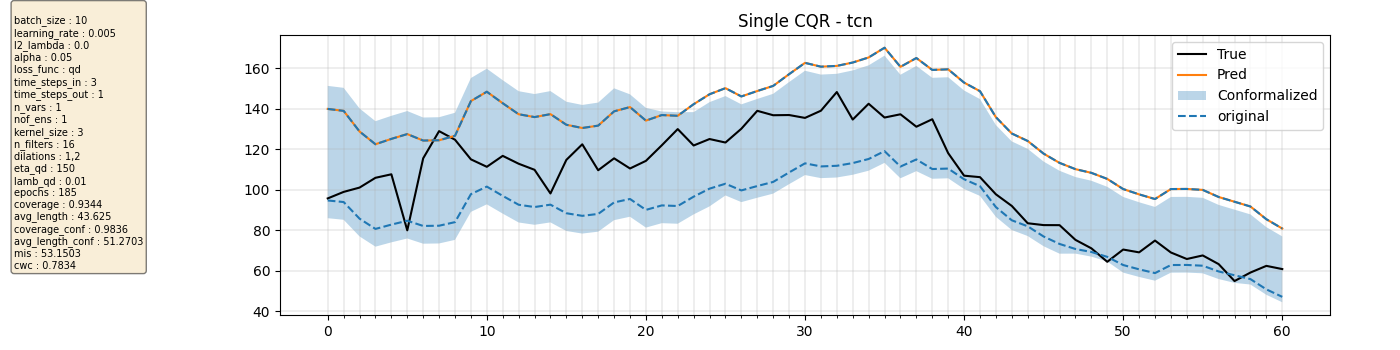 batch_size : 10
learning_rate : 0.005
l2_lambda : 0.0
alpha : 0.05
loss_func : qd
time_steps_in : 3
time_steps_out : 1
n_vars : 1
nof_ens : 1
kernel_size : 3
n_filters : 16
dilations : 1,2
eta_qd : 150
lamb_qd : 0.01
epochs : 185
coverage : 0.9344
avg_length : 43.625
coverage_conf : 0.9836
avg_length_conf : 51.2703
mis : 53.1503
cwc : 0.7834
Single CQR - tcn
True
Pred
Conformalized
original
160
140
120
100
80
60
40
0 10 20 30 40 50 60